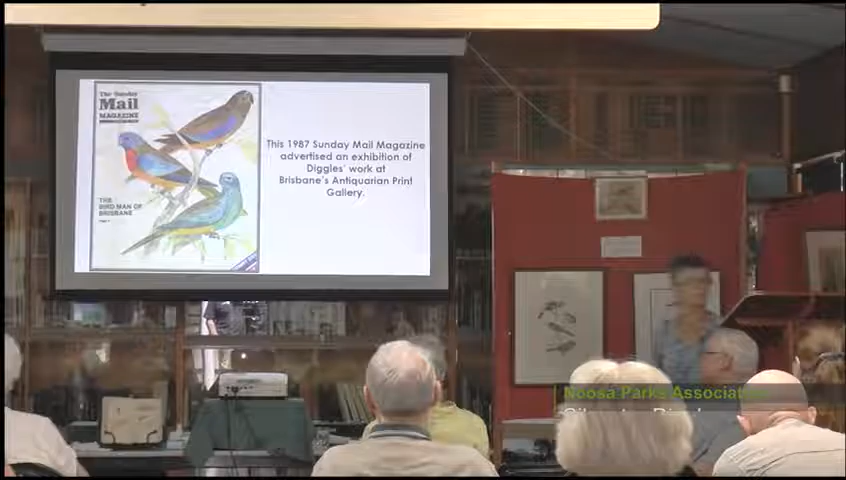 The Sunday
Mail
MAGAZINE
THE
BIRD MAN OF
BRISBANE
This 1987 Sunday Mail Magazine
advertised an exhibition of
Diggles' work at
Brisbane's Antiquarian Print
Gallery.
Noosa Parks Association